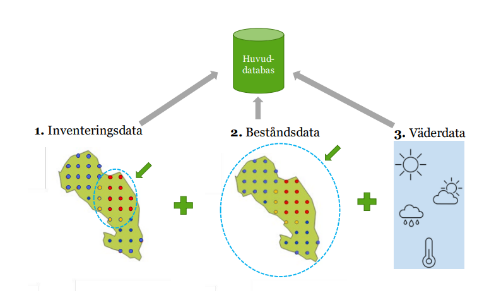 Huvud-
databas
1. Inventeringsdata
2. Beståndsdata
3. Väderdata